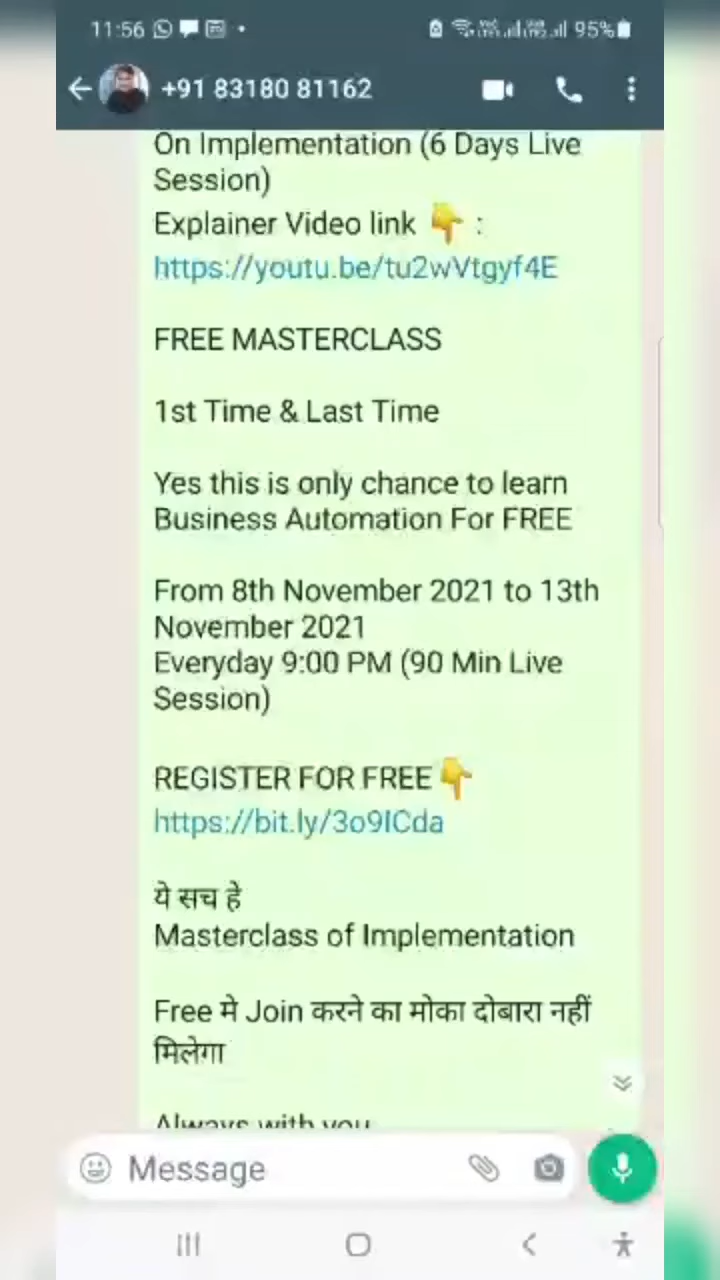 11:56
95%
+91 83180 81162
On Implementation (6 Days Live
Session)
Explainer Video link 👇 :
https://youtu.be/tu2wVtgyf4E
FREE MASTERCLASS
1st Time & Last Time
Yes this is only chance to learn
Business Automation For FREE
From 8th November 2021 to 13th
November 2021
Everyday 9:00 PM (90 Min Live
Session)
REGISTER FOR FREE👇
https://bit.ly/3o9ICda
ये सच हे
Masterclass of Implementation
Free मे Join करने का मोका दोबारा नहीं
मिलेगा
Always with you
Message